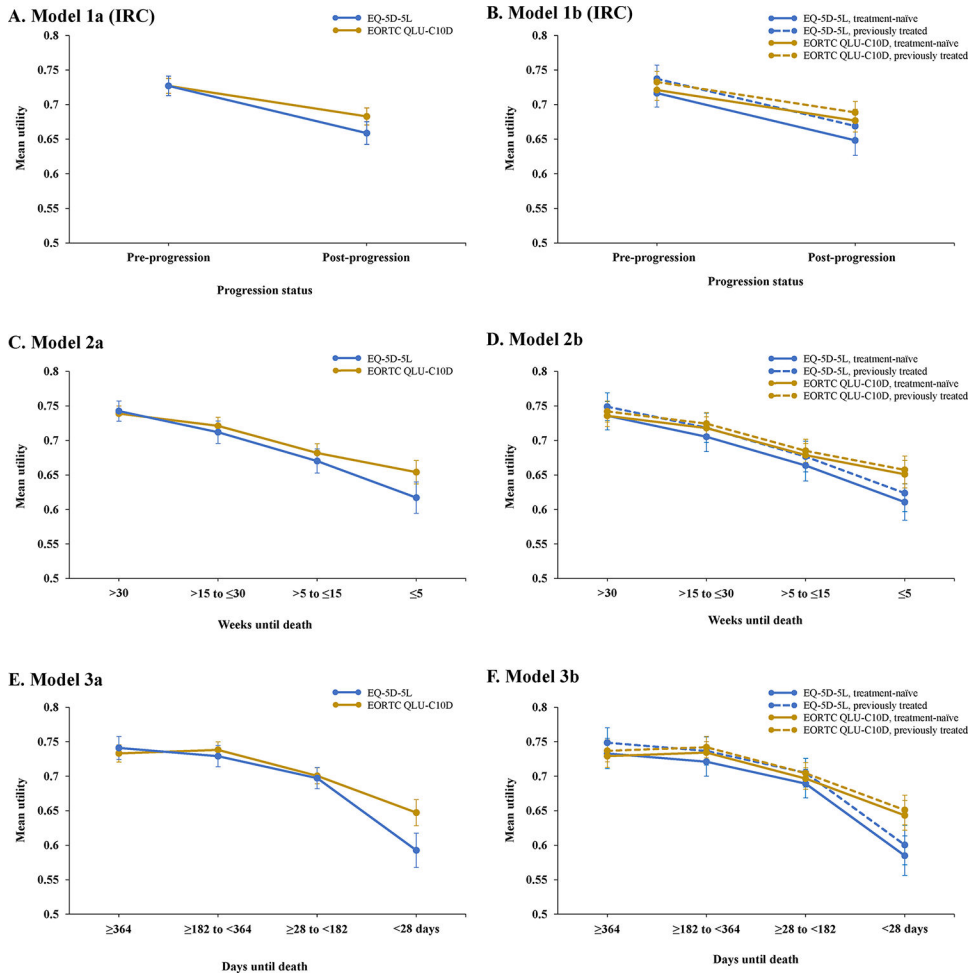 A. Model 1a (IRC)
EQ-5D-5L
EORTC QLU-C10D
0.8
0.75
0.7
0.65
0.6
0.55
0.5
Mean utility
Pre-progression
Post-progression
Progression status
B. Model 1b (IRC)
EQ-5D-5L, treatment-naïve
EQ-5D-5L, previously treated
EORTC QLU-C10D, treatment-naïve
EORTC QLU-C10D, previously treated
0.8
0.75
0.7
0.65
0.6
0.55
0.5
Mean utility
Pre-progression
Post-progression
Progression status
C. Model 2a
EQ-5D-5L
EORTC QLU-C10D
0.8
0.75
0.7
0.65
0.6
0.55
0.5
Mean utility
>30
>15 to ≤30
>5 to ≤15
≤5
Weeks until death
D. Model 2b
EQ-5D-5L, treatment-naïve
EQ-5D-5L, previously treated
EORTC QLU-C10D, treatment-naïve
EORTC QLU-C10D, previously treated
0.8
0.75
0.7
0.65
0.6
0.55
0.5
Mean utility
>30
>15 to ≤30
>5 to ≤15
≤5
Weeks until death
E. Model 3a
EQ-5D-5L
EORTC QLU-C10D
0.8
0.75
0.7
0.65
0.6
0.55
0.5
Mean utility
≥364
≥182 to <364
≥28 to <182
<28 days
Days until death
F. Model 3b
EQ-5D-5L, treatment-naïve
EQ-5D-5L, previously treated
EORTC QLU-C10D, treatment-naïve
EORTC QLU-C10D, previously treated
0.8
0.75
0.7
0.65
0.6
0.55
0.5
Mean utility
≥364
≥182 to <364
≥28 to <182
<28 days
Days until death